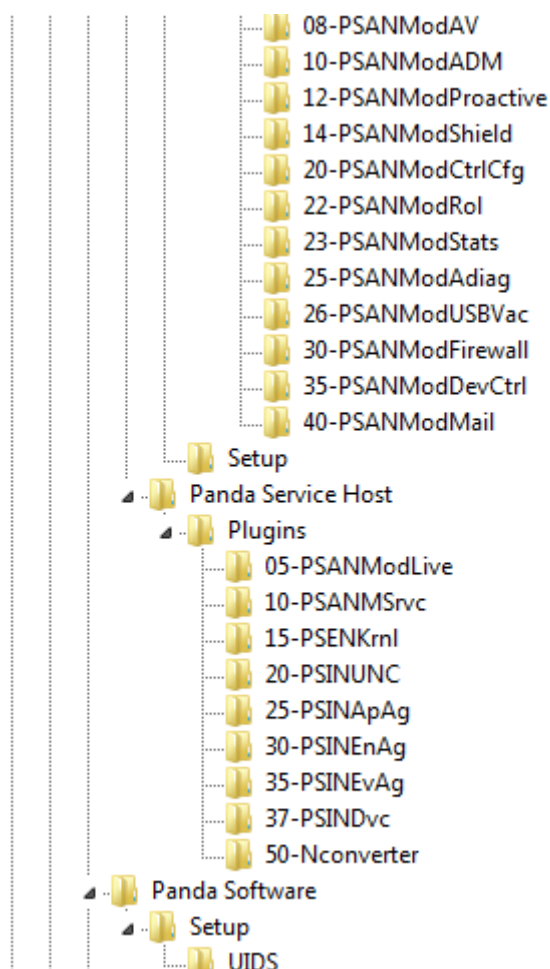 08-PSANModAV
10-PSANModADM
12-PSANModProactive
14-PSANModShield
20-PSANModCtrlCfg
22-PSANModRol
23-PSANModStats
25-PSANModAdiag
26-PSANModUSBVac
30-PSANModFirewall
35-PSANModDevCtrl
40-PSANModMail
Setup
Panda Service Host
Plugins
05-PSANModLive
10-PSANMSrvc
15-PSENKrnl
20-PSINUNC
25-PSINApAg
30-PSINEnAg
35-PSINEvAg
37-PSINDvc
50-Nconverter
Panda Software
Setup
UIDS